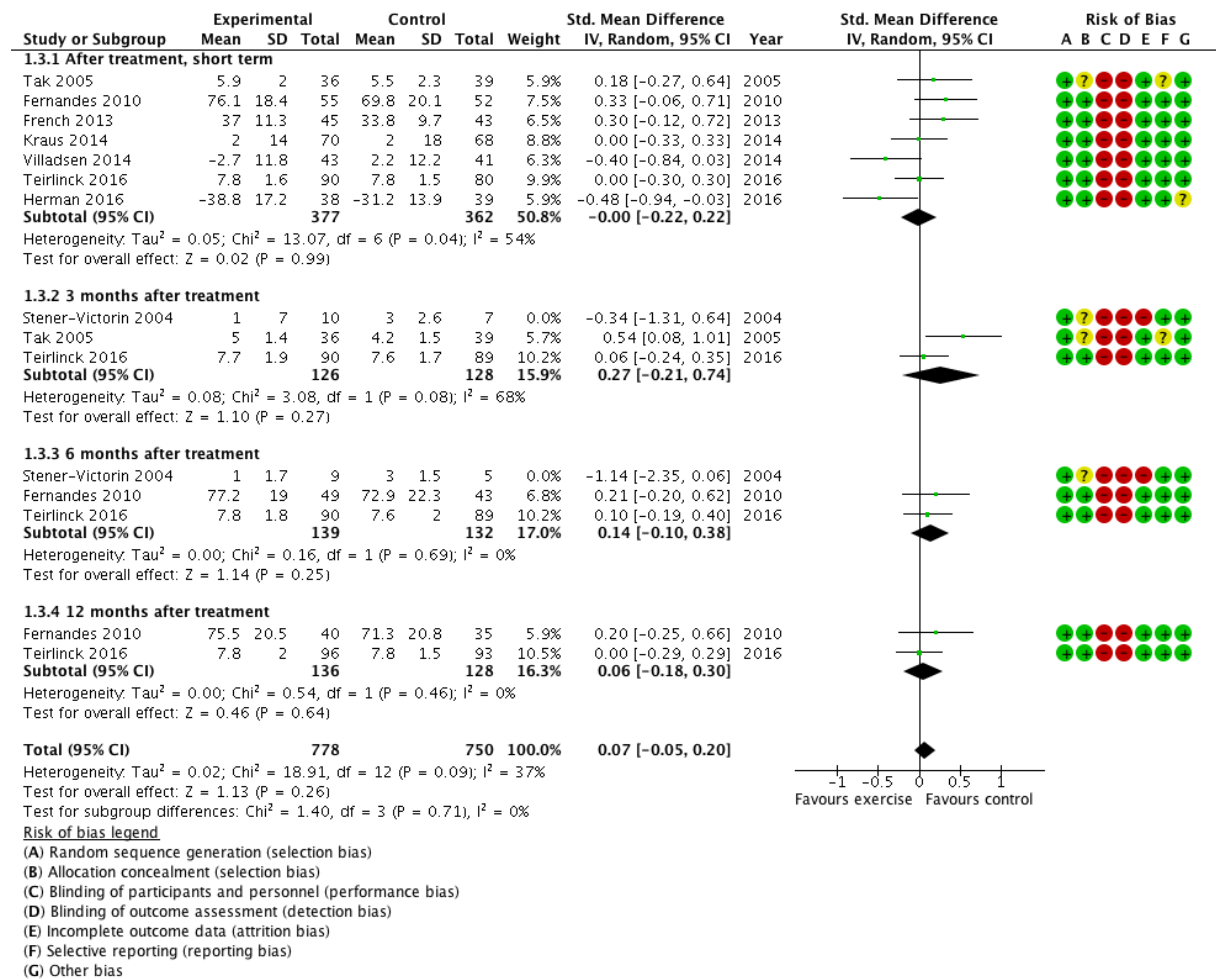 Experimental Control Std. Mean Difference Std. Mean Difference Risk of Bias
Study or Subgroup Mean SD Total Mean SD Total Weight IV, Random, 95% CI Year IV, Random, 95% CI A B C D E F G
1.3.1 After treatment, short term
Tak 2005 5.9 2 36 5.5 2.3 39 5.9% 0.18 [-0.27, 0.64] 2005 + ? - - + ? +
Fernandes 2010 76.1 18.4 55 69.8 20.1 52 7.5% 0.33 [-0.06, 0.71] 2010 + + - - + + +
French 2013 37 11.3 45 33.8 9.7 43 6.5% 0.30 [-0.12, 0.72] 2013 + + - - + + +
Kraus 2014 2 14 70 2 18 68 8.8% 0.00 [-0.33, 0.33] 2014 + + - - + + +
Villadsen 2014 -2.7 11.8 43 2.2 12.2 41 6.3% -0.40 [-0.84, 0.03] 2014 + + - - + + +
Teirlinck 2016 7.8 1.6 90 7.8 1.5 80 9.9% 0.00 [-0.30, 0.30] 2016 + + - - + + +
Herman 2016 -38.8 17.2 38 -31.2 13.9 39 5.9% -0.48 [-0.94, -0.03] 2016 + + - - + + ?
Subtotal (95% CI) 377 362 50.8% -0.00 [-0.22, 0.22]
Heterogeneity: Tau² = 0.05; Chi² = 13.07, df = 6 (P = 0.04); I² = 54%
Test for overall effect: Z = 0.02 (P = 0.99)
1.3.2 3 months after treatment
Stener-Victorin 2004 1 7 10 3 2.6 7 0.0% -0.34 [-1.31, 0.64] 2004 + ? - - - + +
Tak 2005 5 1.4 36 4.2 1.5 39 5.7% 0.54 [0.08, 1.01] 2005 + ? - - + ? +
Teirlinck 2016 7.7 1.9 90 7.6 1.7 89 10.2% 0.06 [-0.24, 0.35] 2016 + + - - + + +
Subtotal (95% CI) 126 128 15.9% 0.27 [-0.21, 0.74]
Heterogeneity: Tau² = 0.08; Chi² = 3.08, df = 1 (P = 0.08); I² = 68%
Test for overall effect: Z = 1.10 (P = 0.27)
1.3.3 6 months after treatment
Stener-Victorin 2004 1 1.7 9 3 1.5 5 0.0% -1.14 [-2.35, 0.06] 2004 + ? - - - + +
Fernandes 2010 77.2 19 49 72.9 22.3 43 6.8% 0.21 [-0.20, 0.62] 2010 + + - - + + +
Teirlinck 2016 7.8 1.8 90 7.6 2 89 10.2% 0.10 [-0.19, 0.40] 2016 + + - - + + +
Subtotal (95% CI) 139 132 17.0% 0.14 [-0.10, 0.38]
Heterogeneity: Tau² = 0.00; Chi² = 0.16, df = 1 (P = 0.69); I² = 0%
Test for overall effect: Z = 1.14 (P = 0.25)
1.3.4 12 months after treatment
Fernandes 2010 75.5 20.5 40 71.3 20.8 35 5.9% 0.20 [-0.25, 0.66] 2010 + + - - + + +
Teirlinck 2016 7.8 2 96 7.8 1.5 93 10.5% 0.00 [-0.29, 0.29] 2016 + + - - + + +
Subtotal (95% CI) 136 128 16.3% 0.06 [-0.18, 0.30]
Heterogeneity: Tau² = 0.00; Chi² = 0.54, df = 1 (P = 0.46); I² = 0%
Test for overall effect: Z = 0.46 (P = 0.64)
Total (95% CI) 778 750 100.0% 0.07 [-0.05, 0.20]
Heterogeneity: Tau² = 0.02; Chi² = 18.91, df = 12 (P = 0.09); I² = 37%
Test for overall effect: Z = 1.13 (P = 0.26)
Test for subgroup differences: Chi² = 1.40, df = 3 (P = 0.71), I² = 0%
-1 -0.5 0 0.5 1
Favours exercise Favours control
Risk of bias legend
(A) Random sequence generation (selection bias)
(B) Allocation concealment (selection bias)
(C) Blinding of participants and personnel (performance bias)
(D) Blinding of outcome assessment (detection bias)
(E) Incomplete outcome data (attrition bias)
(F) Selective reporting (reporting bias)
(G) Other bias